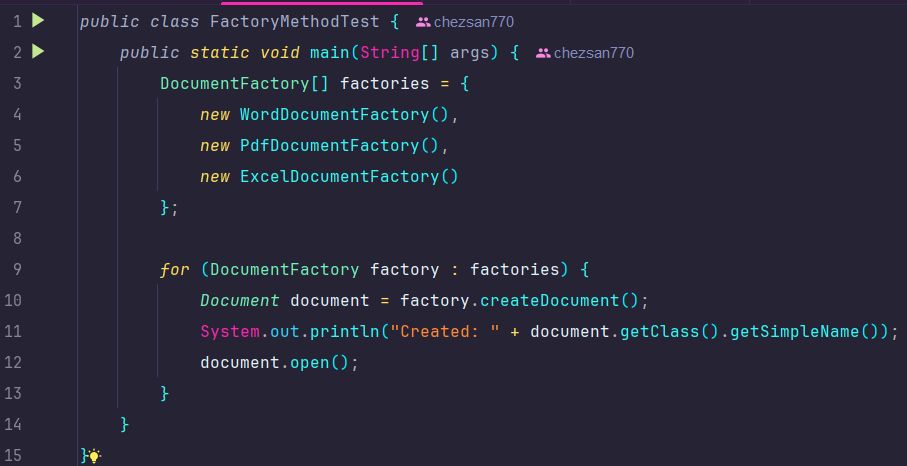 1 public class FactoryMethodTest { chezsan770
2 public static void main(String[] args) { chezsan770
3 DocumentFactory[] factories = {
4 new WordDocumentFactory(),
5 new PdfDocumentFactory(),
6 new ExcelDocumentFactory()
7 };
8
9 for (DocumentFactory factory : factories) {
10 Document document = factory.createDocument();
11 System.out.println("Created: " + document.getClass().getSimpleName());
12 document.open();
13 }
14 }
15 }